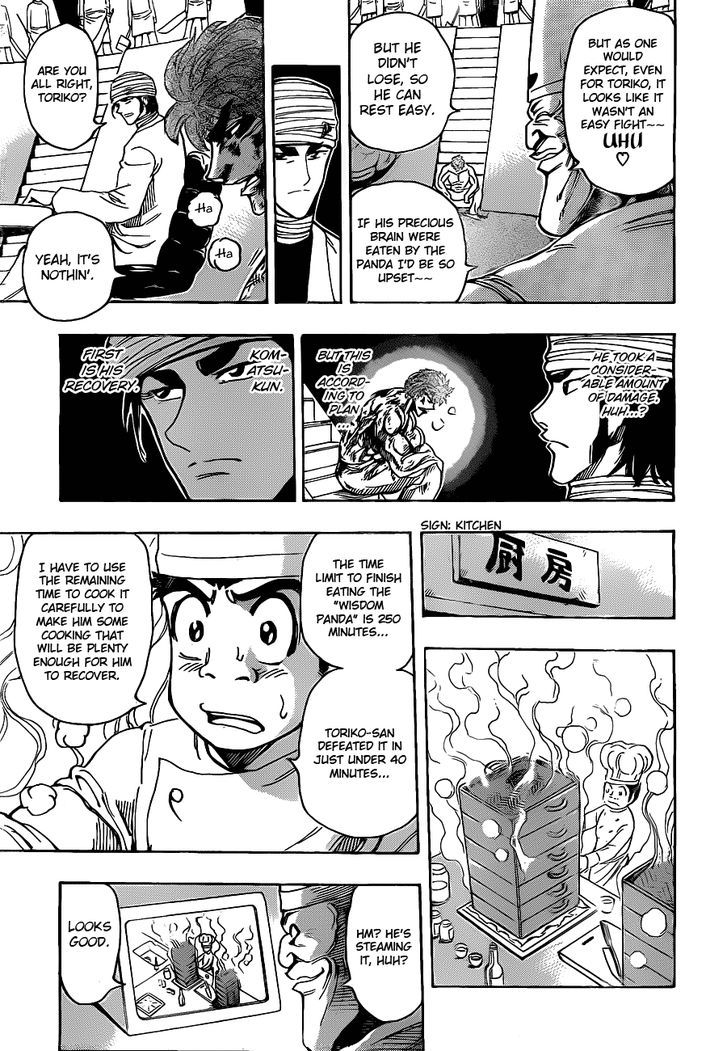 BUT AS ONE
WOULD
EXPECT, EVEN
FOR TORIKO, IT
LOOKS LIKE IT
WASN'T AN
EASY FIGHT~~
UHU
♡
BUT HE
DIDN'T
LOSE, SO
HE CAN
REST EASY.
IF HIS PRECIOUS
BRAIN WERE
EATEN BY THE
PANDA I'D BE SO
UPSET~~
ARE YOU
ALL RIGHT,
TORIKO?
Ha
Ha
YEAH, IT'S
NOTHIN'.
HE TOOK A
CONSIDER-
ABLE AMOUNT
OF DAMAGE,
HUH...?
BUT THIS
IS
ACCOR-
DING TO
PLAN
...
KOM-
ATSU-
KUN.
FIRST
IS HIS
RECOVERY.
SIGN: KITCHEN
厨房
THE TIME
LIMIT TO FINISH
EATING THE
"WISDOM
PANDA" IS 250
MINUTES...
TORIKO-SAN
DEFEATED IT IN
JUST UNDER 40
MINUTES...
I HAVE TO USE
THE REMAINING
TIME TO COOK IT
CAREFULLY TO
MAKE HIM SOME
COOKING THAT
WILL BE PLENTY
ENOUGH FOR HIM
TO RECOVER.
HM? HE'S
STEAMING
IT, HUH?
LOOKS
GOOD.